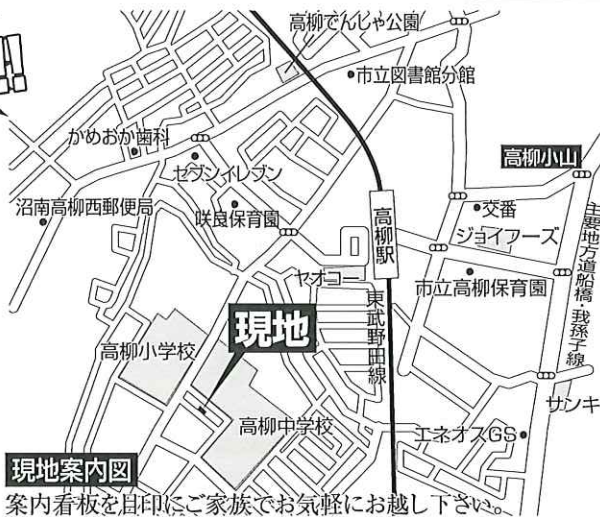 高柳でんしゃ公園
市立図書館分館
かめおか歯科
セブンイレブン
高柳小山
沼南高柳西郵便局
咲良保育園
高柳駅
交番
ジョイフーズ
主要地方道船橋・我孫子線
ヤオコー
市立高柳保育園
東武野田線
現地
高柳小学校
サンキ
高柳中学校
エネオスGS
現地案内図
案内看板を目印にご家族でお気軽にお越し下さい。